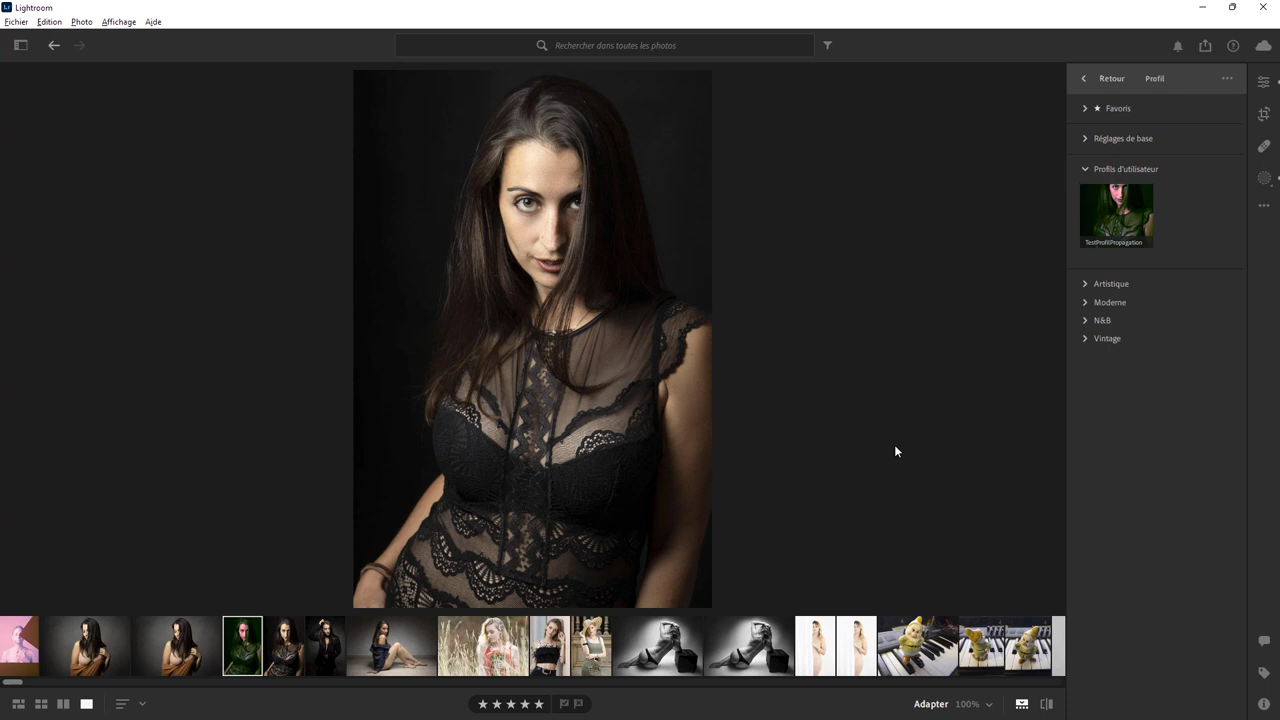 Lr Lightroom
Fichier Edition Photo Affichage Aide
Rechercher dans toutes les photos
Retour Profil
★ Favoris
Réglages de base
Profils d'utilisateur
TestProfilPropagation
Artistique
Moderne
N&B
Vintage
Adapter 100%